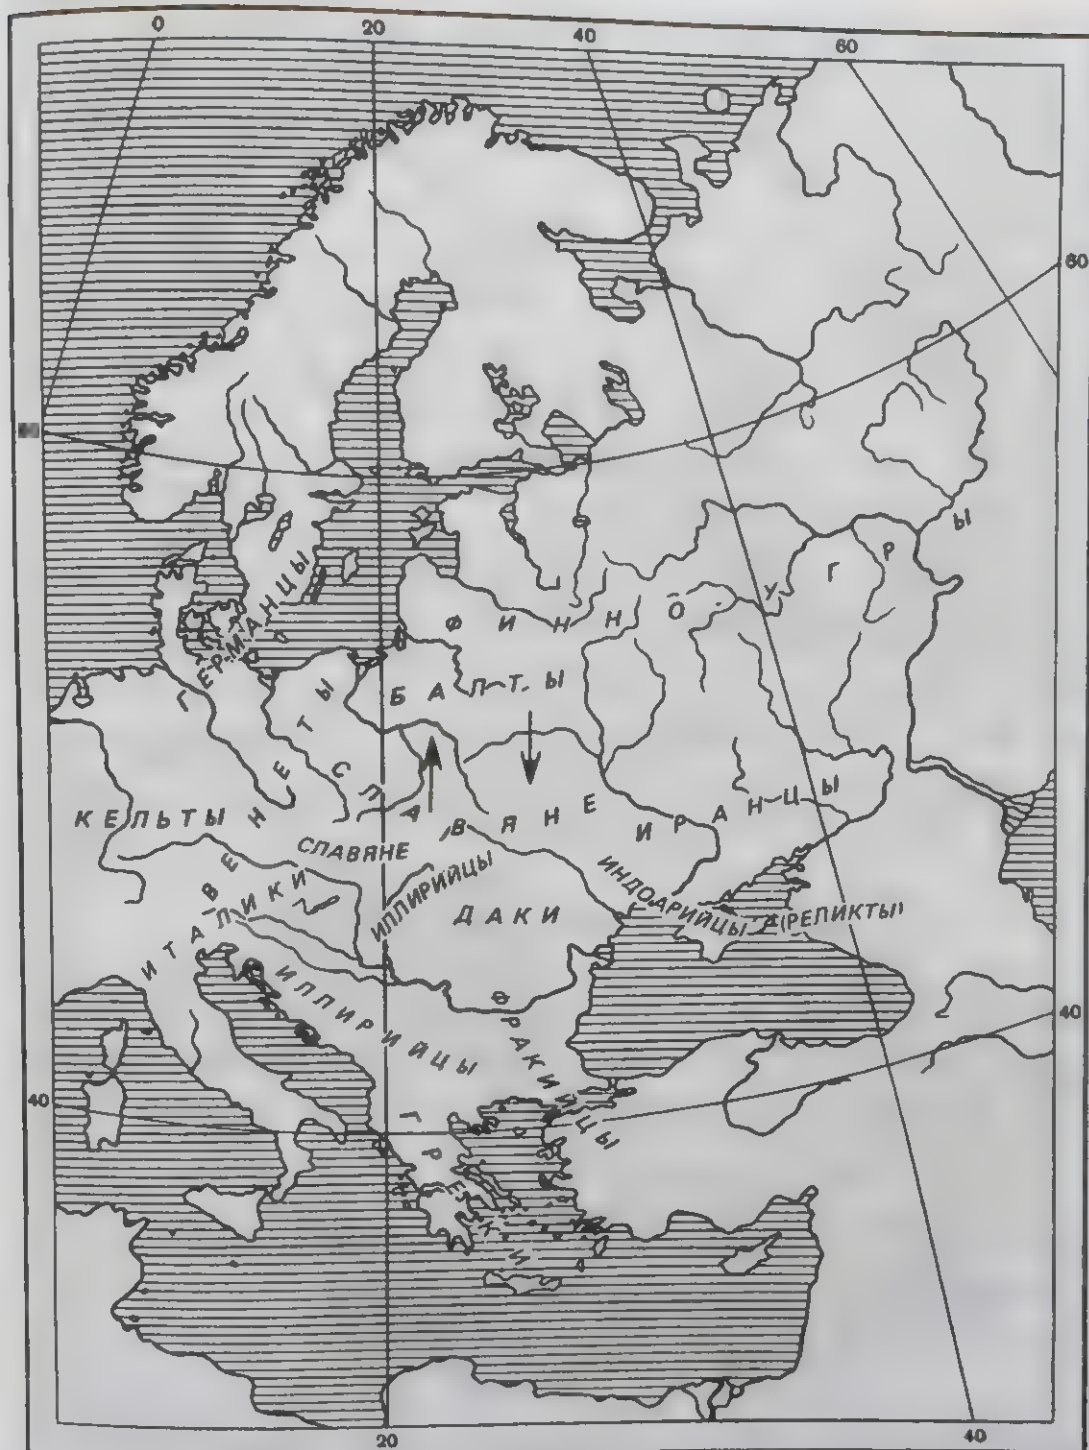 0 20 40 60
60
60
ГЕРМАНЦЫ
ФИННО-УГРЫ
БАЛТЫ
ВЕНЕТЫ
СЛАВЯНЕ
КЕЛЬТЫ
ИРАНЦЫ
СЛАВЯНЕ
ИЛЛИРИЙЦЫ
ИНДОАРИЙЦЫ (РЕЛИКТЫ)
ДАКИ
ИТАЛИКИ
ИЛЛИРИЙЦЫ
ФРАКИЙЦЫ
40
40
ГРЕКИ
20 40